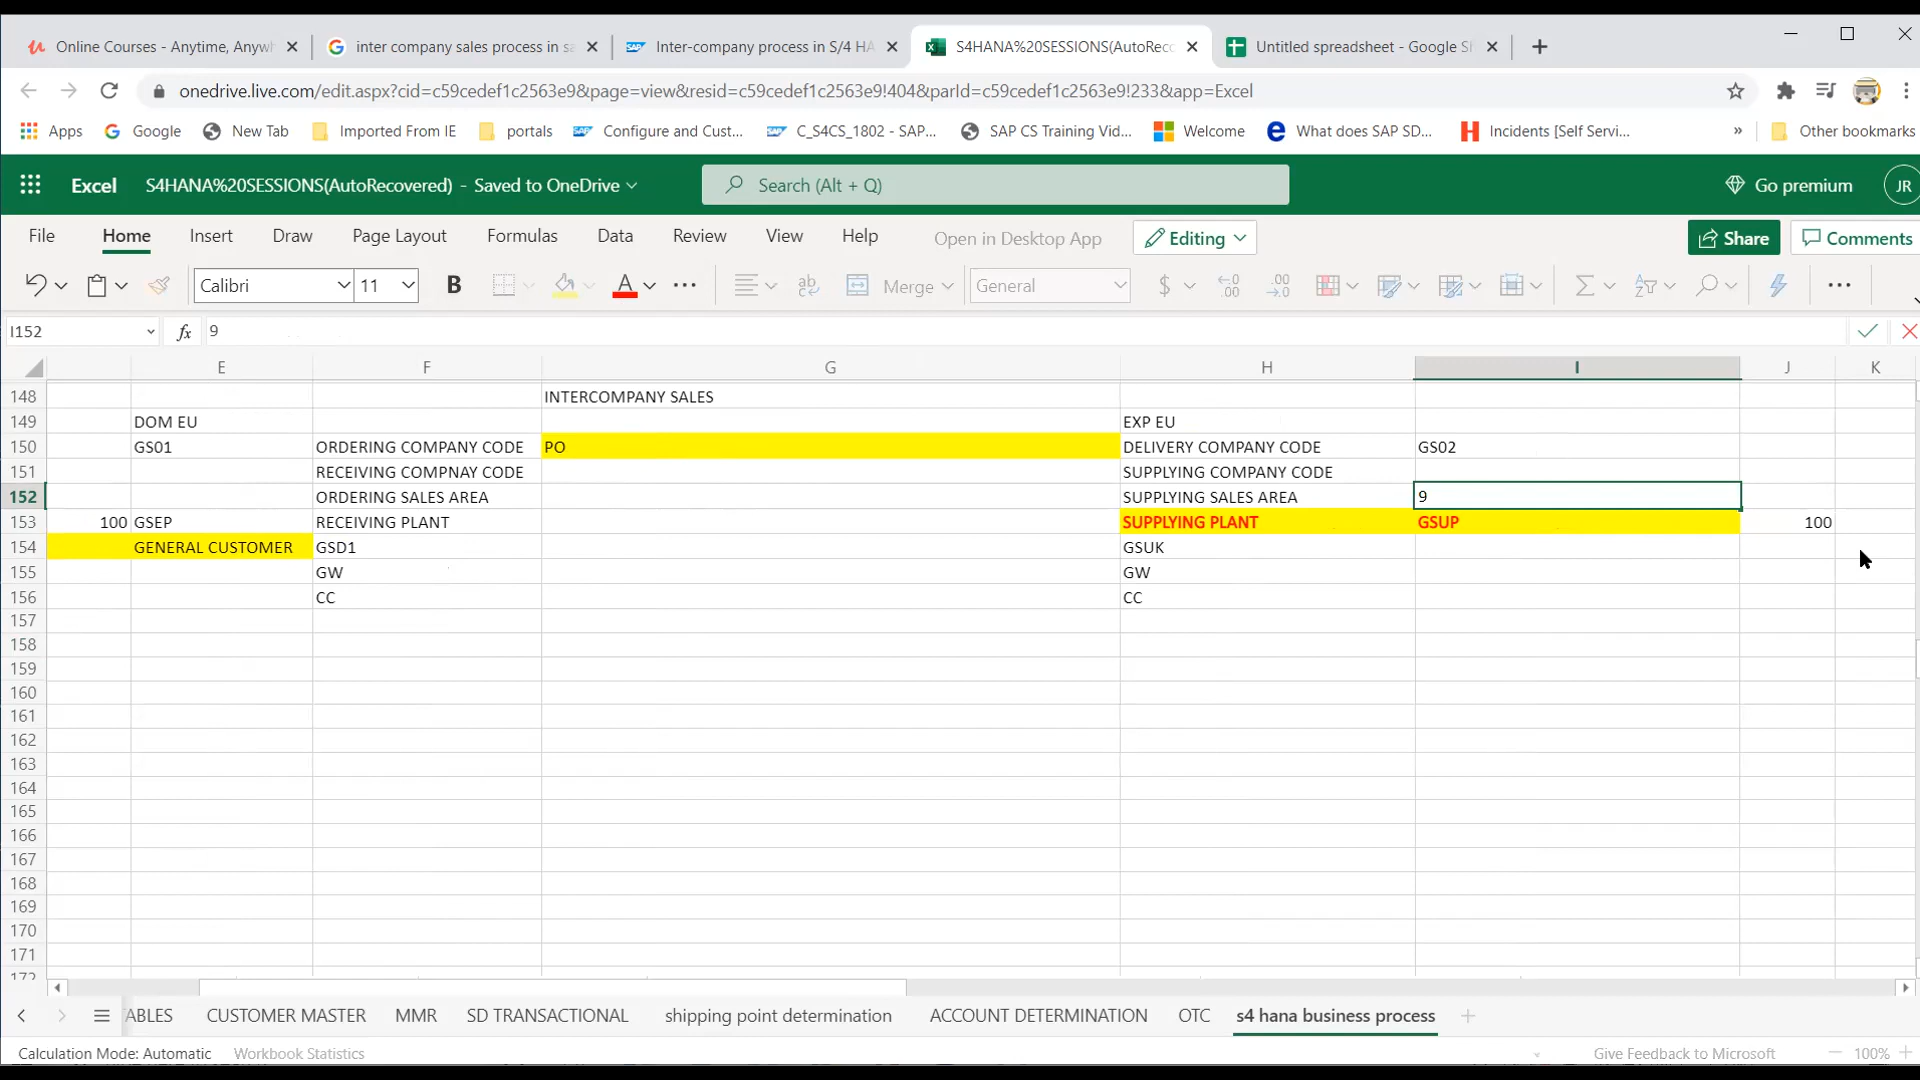 Online Courses - Anytime, Anywh
inter company sales process in sa
Inter-company process in S/4 HA
S4HANA%20SESSIONS(AutoReco
Untitled spreadsheet - Google Sh
onedrive.live.com/edit.aspx?cid=c59cedef1c2563e9&page=view&resid=c59cedef1c2563e9!404&parId=c59cedef1c2563e9!233&app=Excel
Apps Google New Tab Imported From IE portals Configure and Cust... C_S4CS_1802 - SAP... SAP CS Training Vid... Welcome What does SAP SD... Incidents [Self Servi... » Other bookmarks
Excel S4HANA%20SESSIONS(AutoRecovered) - Saved to OneDrive Search (Alt + Q) Go premium JR
File Home Insert Draw Page Layout Formulas Data Review View Help Open in Desktop App Editing Share Comments
Calibri 11 B A Merge General $
I152 fx 9
E F G H I J K
148 INTERCOMPANY SALES
149 DOM EU EXP EU
150 GS01 ORDERING COMPANY CODE PO DELIVERY COMPANY CODE GS02
151 RECEIVING COMPNAY CODE SUPPLYING COMPANY CODE
152 ORDERING SALES AREA SUPPLYING SALES AREA 9
153 100 GSEP RECEIVING PLANT SUPPLYING PLANT GSUP 100
154 GENERAL CUSTOMER GSD1 GSUK
155 GW GW
156 CC CC
157
158
159
160
161
162
163
164
165
166
167
168
169
170
171
172
ABLES CUSTOMER MASTER MMR SD TRANSACTIONAL shipping point determination ACCOUNT DETERMINATION OTC s4 hana business process
Calculation Mode: Automatic Workbook Statistics Give Feedback to Microsoft 100%